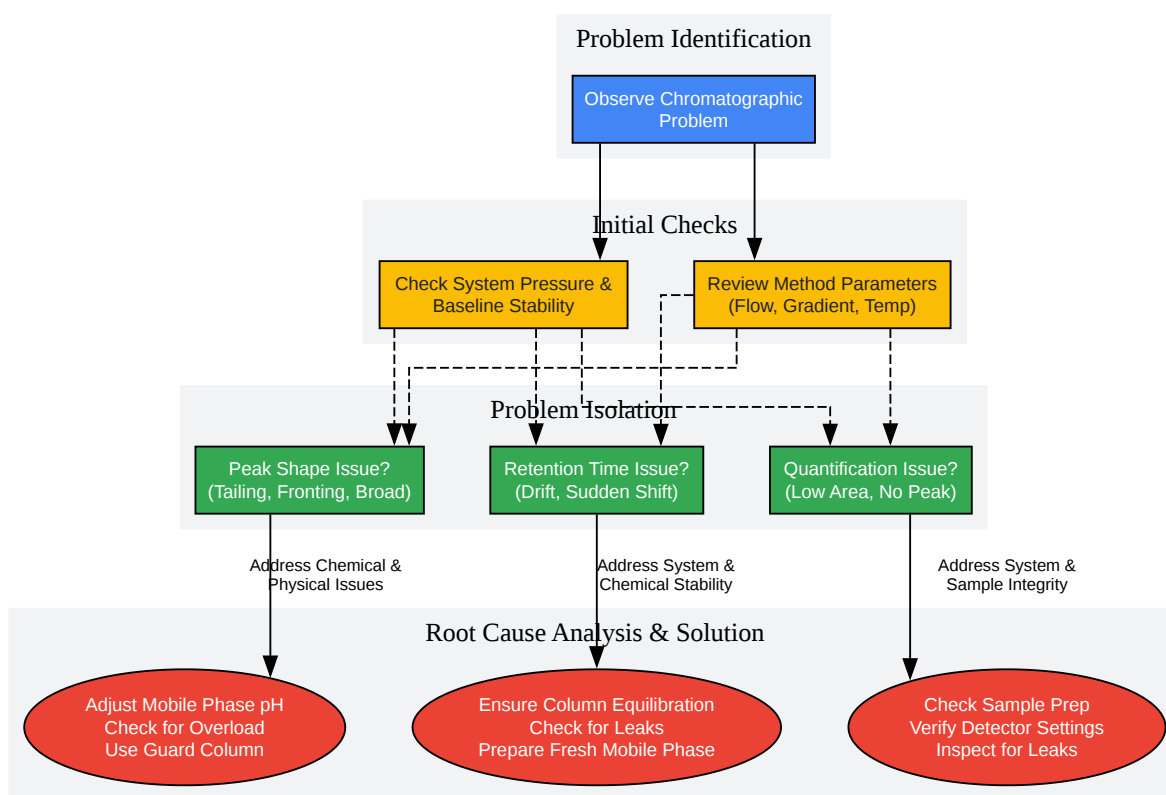 Problem Identification
Observe Chromatographic
Problem
Initial Checks
Check System Pressure &
Baseline Stability
Review Method Parameters
(Flow, Gradient, Temp)
Problem Isolation
Peak Shape Issue?
(Tailing, Fronting, Broad)
Retention Time Issue?
(Drift, Sudden Shift)
Quantification Issue?
(Low Area, No Peak)
Address Chemical &
Physical Issues
Address System &
Chemical Stability
Address System &
Sample Integrity
Root Cause Analysis & Solution
Adjust Mobile Phase pH
Check for Overload
Use Guard Column
Ensure Column Equilibration
Check for Leaks
Prepare Fresh Mobile Phase
Check Sample Prep
Verify Detector Settings
Inspect for Leaks